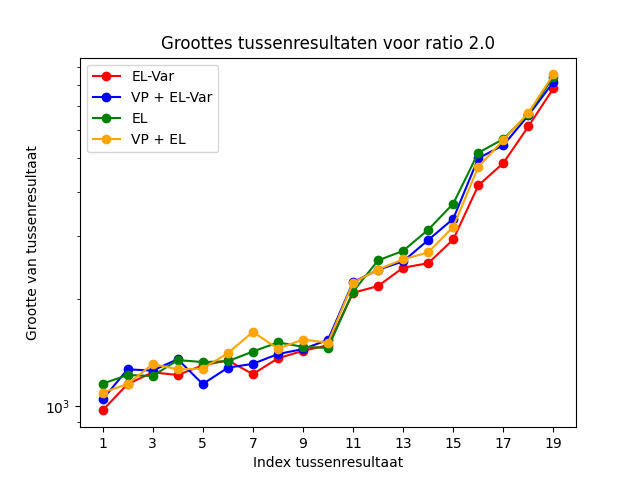 Groottes tussenresultaten voor ratio 2.0
EL-Var
VP + EL-Var
EL
VP + EL
Grootte van tussenresultaat
10³
1 3 5 7 9 11 13 15 17 19
Index tussenresultaat